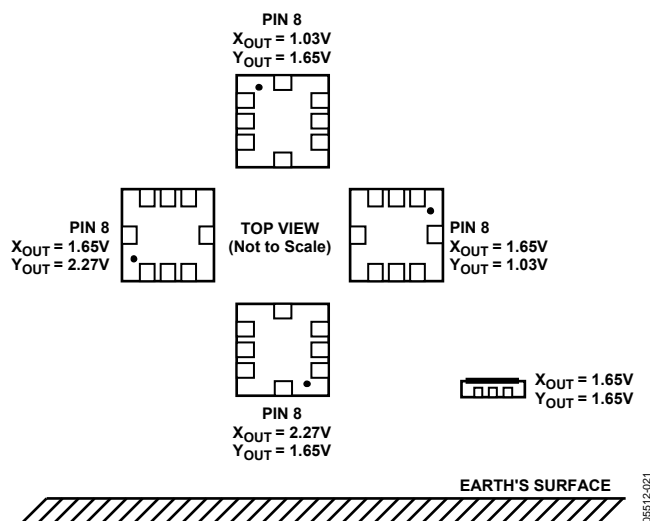 PIN 8
XOUT = 1.03V
YOUT = 1.65V
PIN 8
XOUT = 1.65V
YOUT = 2.27V
TOP VIEW
(Not to Scale)
PIN 8
XOUT = 1.65V
YOUT = 1.03V
PIN 8
XOUT = 2.27V
YOUT = 1.65V
XOUT = 1.65V
YOUT = 1.65V
EARTH'S SURFACE
05512-021